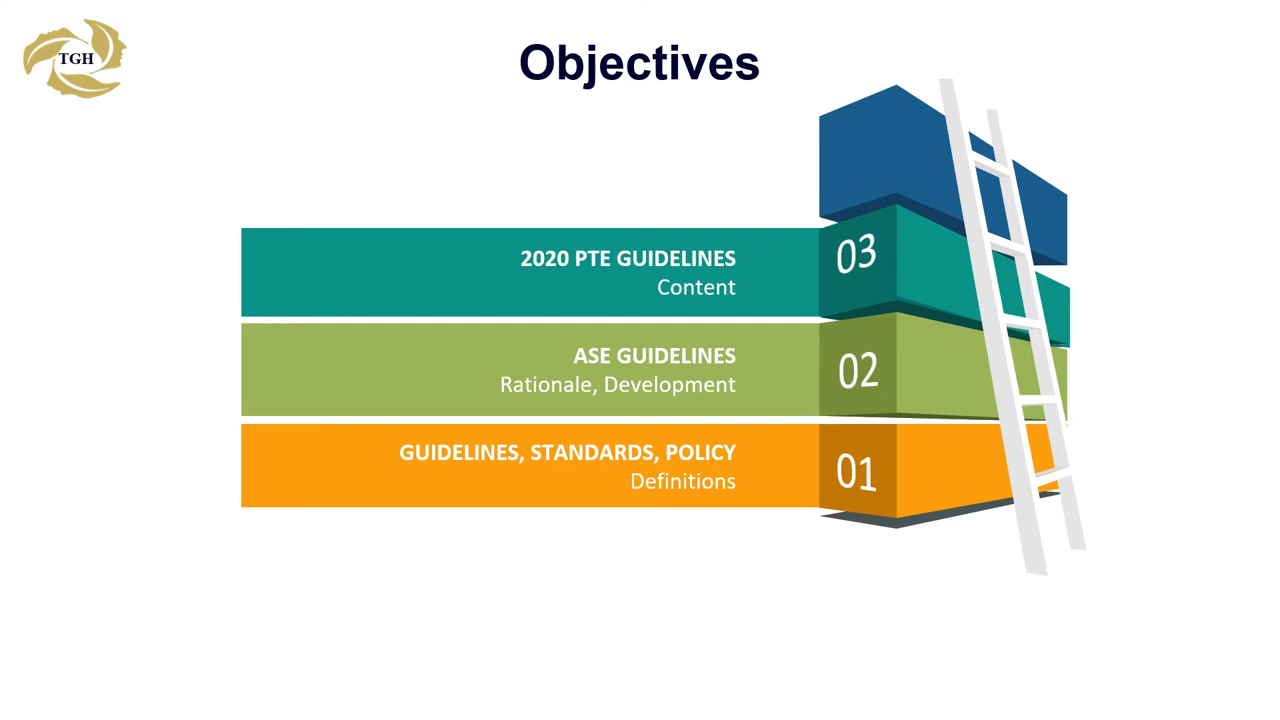 TGH
Objectives
2020 PTE GUIDELINES
Content
03
ASE GUIDELINES
Rationale, Development
02
GUIDELINES, STANDARDS, POLICY
Definitions
01